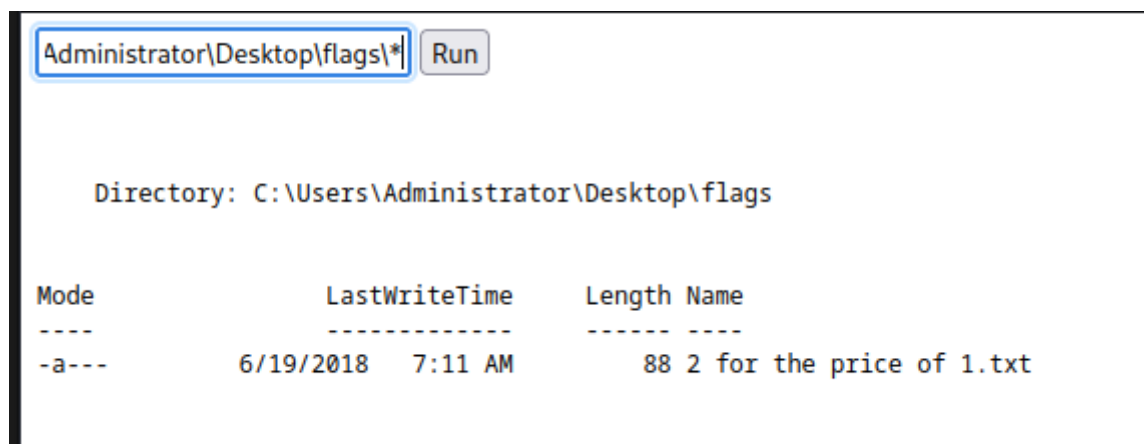 Administrator\Desktop\flags\* Run
Directory: C:\Users\Administrator\Desktop\flags
Mode LastWriteTime Length Name
---- ------------- ------ ----
-a--- 6/19/2018 7:11 AM 88 2 for the price of 1.txt